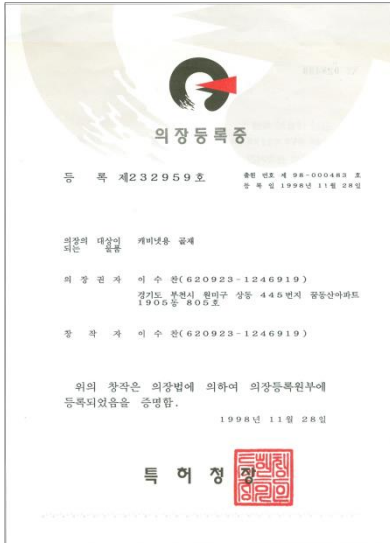 의장등록증
등 록 제232959호
출원 번호 제 98-000483 호
등 록 일 1998년 11월 28일
의장의 대상이 되는 물품 캐비넷용 골재
의 장 권 자 이 수 찬(620923-1246919)
경기도 부천시 원미구 상동 445번지 꿈동산아파트
1905동 805호
창 작 자 이 수 찬(620923-1246919)
위의 창작은 의장법에 의하여 의장등록원부에
등록되었음을 증명함.
1998년 11월 28일
특 허 청 장